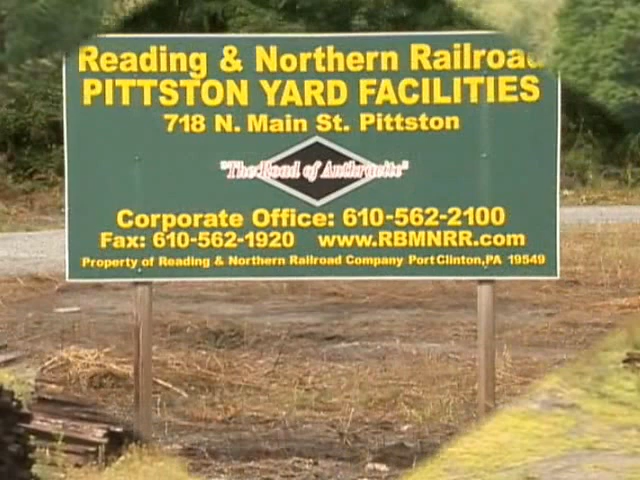 Reading & Northern Railroad
PITTSTON YARD FACILITIES
718 N. Main St. Pittston
"The Road of Anthracite"
Corporate Office: 610-562-2100
Fax: 610-562-1920 www.RBMNRR.com
Property of Reading & Northern Railroad Company Port Clinton, PA 19549